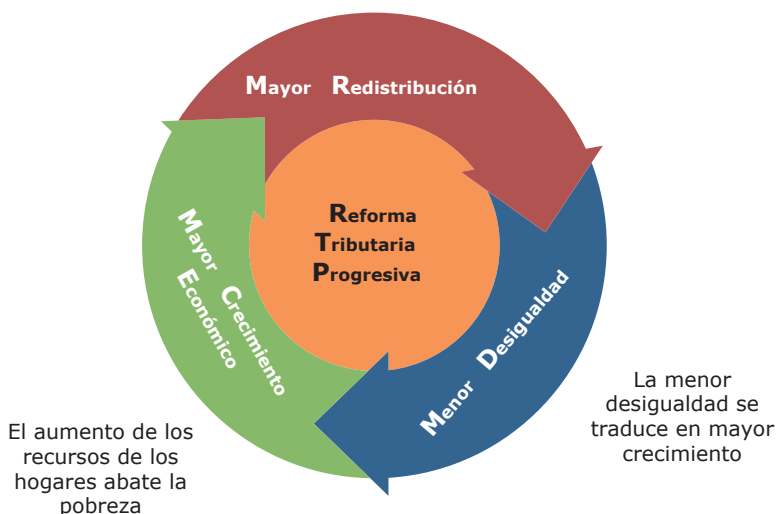 Mayor Redistribución
Reforma
Tributaria
Progresiva
Menor Desigualdad
Mayor Crecimiento
Económico
La menor
desigualdad se
traduce en mayor
crecimiento
El aumento de los
recursos de los
hogares abate la
pobreza